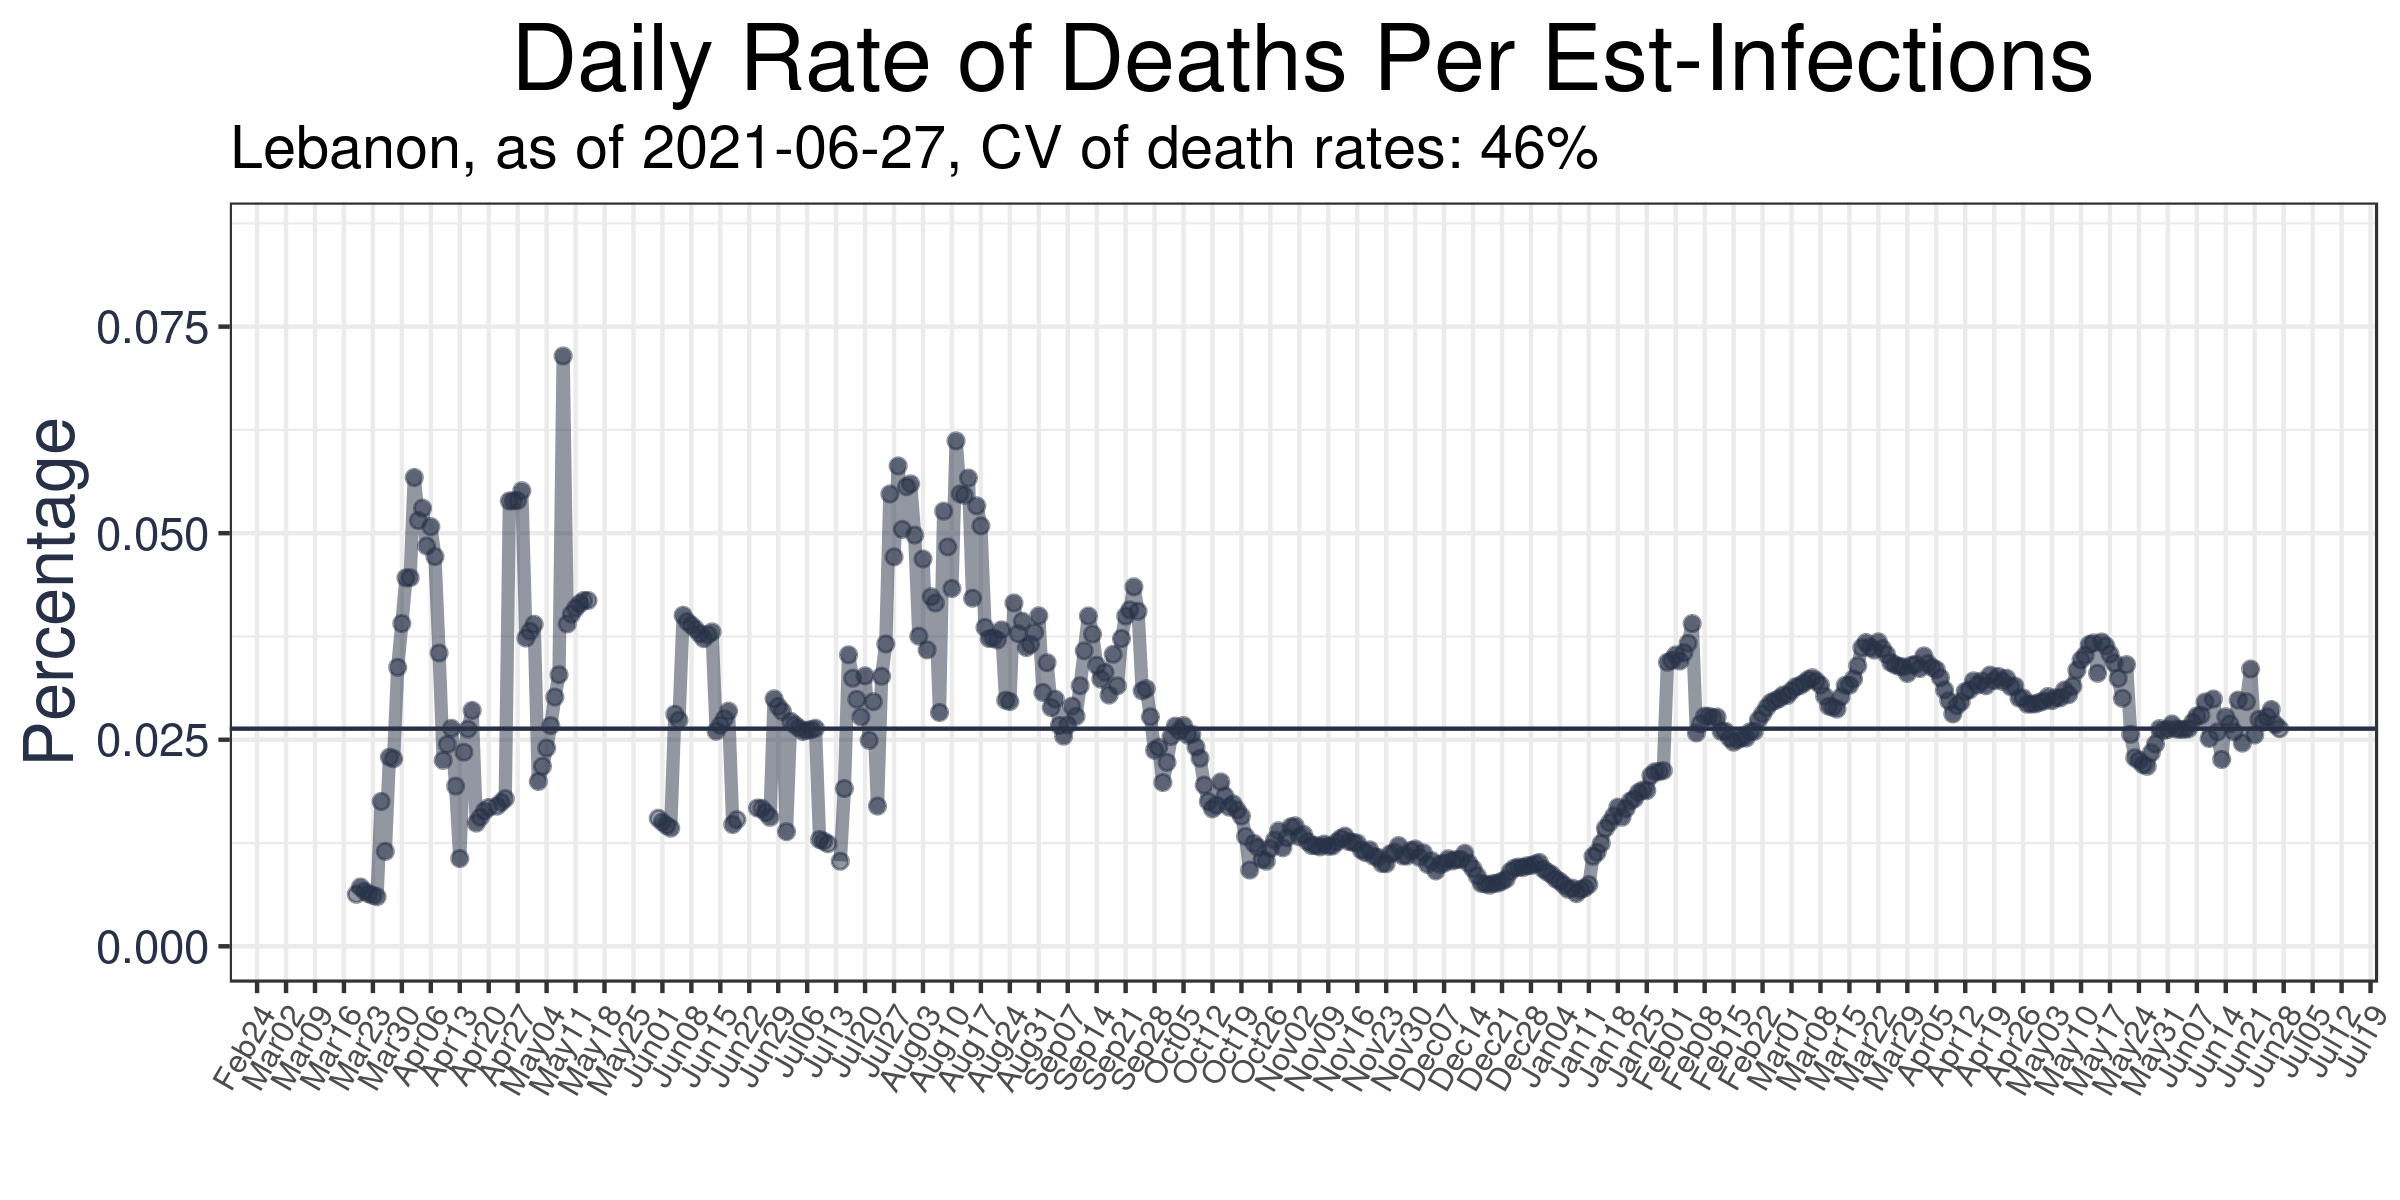 Daily Rate of Deaths Per Est-Infections
Lebanon, as of 2021-06-27, CV of death rates: 46%
Percentage
0.075
0.050
0.025
0.000
Feb24
Mar02
Mar09
Mar16
Mar23
Mar30
Apr06
Apr13
Apr20
Apr27
May04
May11
May18
May25
Jun01
Jun08
Jun15
Jun22
Jun29
Jul06
Jul13
Jul20
Jul27
Aug03
Aug10
Aug17
Aug24
Aug31
Sep07
Sep14
Sep21
Sep28
Oct05
Oct12
Oct19
Oct26
Nov02
Nov09
Nov16
Nov23
Nov30
Dec07
Dec14
Dec21
Dec28
Jan04
Jan11
Jan18
Jan25
Feb01
Feb08
Feb15
Feb22
Mar01
Mar08
Mar15
Mar22
Mar29
Apr05
Apr12
Apr19
Apr26
May03
May10
May17
May24
May31
Jun07
Jun14
Jun21
Jun28
Jul05
Jul12
Jul19